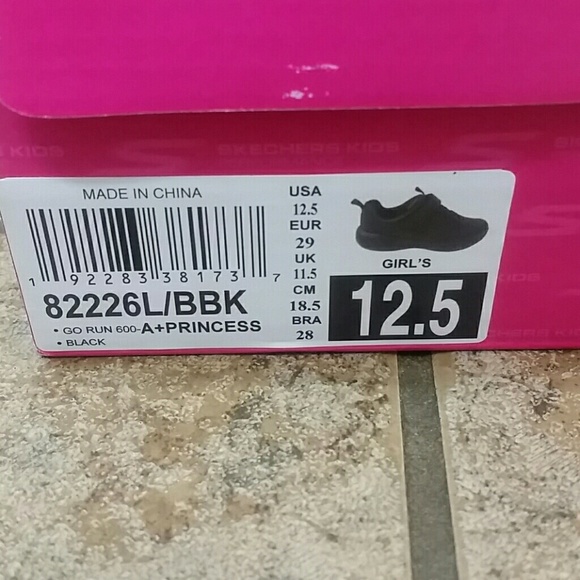 SKECHERS KIDS
MADE IN CHINA
1 92283 38173 7
82226L/BBK
• GO RUN 600-A+PRINCESS
• BLACK
USA
12.5
EUR
29
UK
11.5
CM
18.5
BRA
28
GIRL'S
12.5